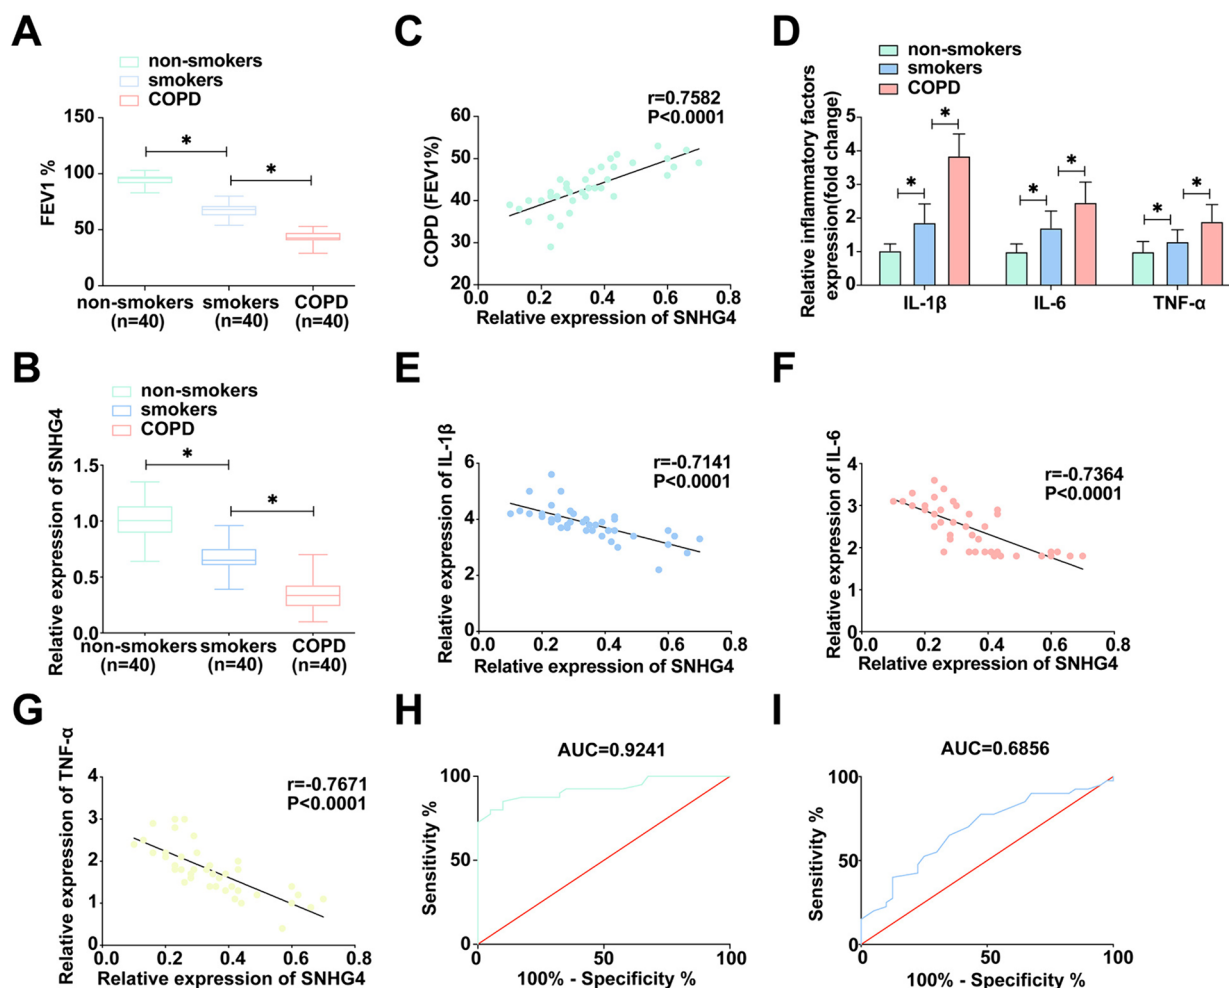 A
non-smokers
smokers
COPD
FEV1 %
150
100
50
0
*
*
non-smokers
(n=40)
smokers
(n=40)
COPD
(n=40)
C
r=0.7582
P<0.0001
COPD (FEV1%)
60
50
40
30
20
0.0
0.2
0.4
0.6
0.8
Relative expression of SNHG4
D
non-smokers
smokers
COPD
Relative inflammatory factors
expression(fold change)
5
4
3
2
1
0
*
*
*
*
*
*
IL-1β
IL-6
TNF-α
B
non-smokers
smokers
COPD
Relative expression of SNHG4
1.5
1.0
0.5
0.0
*
*
non-smokers
(n=40)
smokers
(n=40)
COPD
(n=40)
E
r=-0.7141
P<0.0001
Relative expression of IL-1β
6
4
2
0
0.0
0.2
0.4
0.6
0.8
Relative expression of SNHG4
F
r=-0.7364
P<0.0001
Relative expression of IL-6
4
3
2
1
0
0.0
0.2
0.4
0.6
0.8
Relative expression of SNHG4
G
r=-0.7671
P<0.0001
Relative expression of TNF-α
4
3
2
1
0
0.0
0.2
0.4
0.6
0.8
Relative expression of SNHG4
H
AUC=0.9241
Sensitivity %
100
50
0
0
50
100
100% - Specificity %
I
AUC=0.6856
Sensitivity %
100
50
0
0
50
100
100% - Specificity %